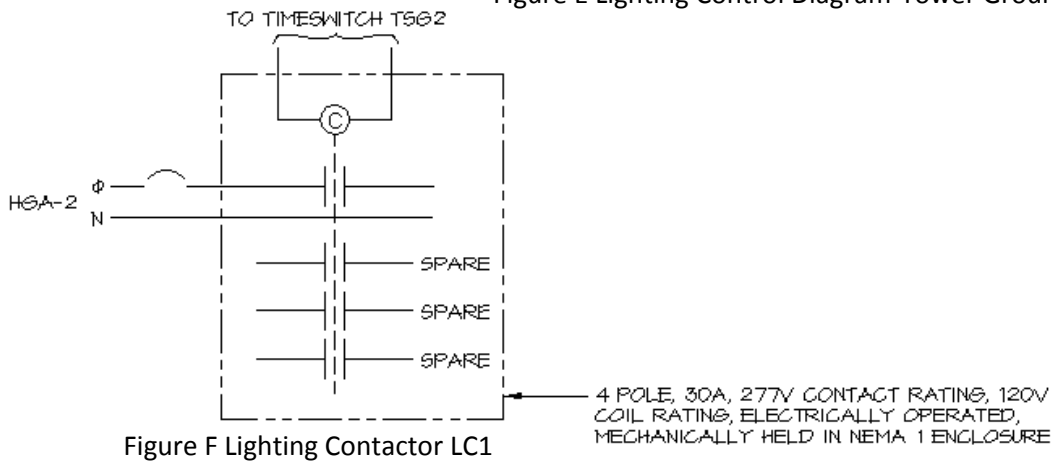 Figure E Lighting Control Diagram Tower
TO TIMESWITCH TSG2
C
HGA-2
Φ
N
SPARE
SPARE
SPARE
4 POLE, 30A, 277V CONTACT RATING, 120V
COIL RATING, ELECTRICALLY OPERATED,
MECHANICALLY HELD IN NEMA 1 ENCLOSURE
Figure F Lighting Contactor LC1